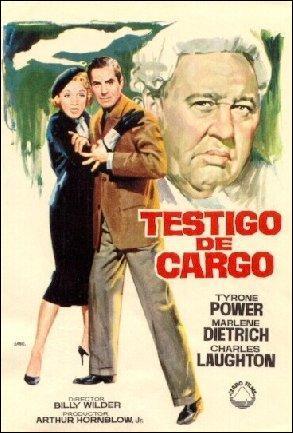 TESTIGO
DE
CARGO
TYRONE
POWER
MARLENE
DIETRICH
CHARLES
LAUGHTON
DIRECTOR
BILLY WILDER
PRODUCTOR
ARTHUR HORNBLOW, Jr.